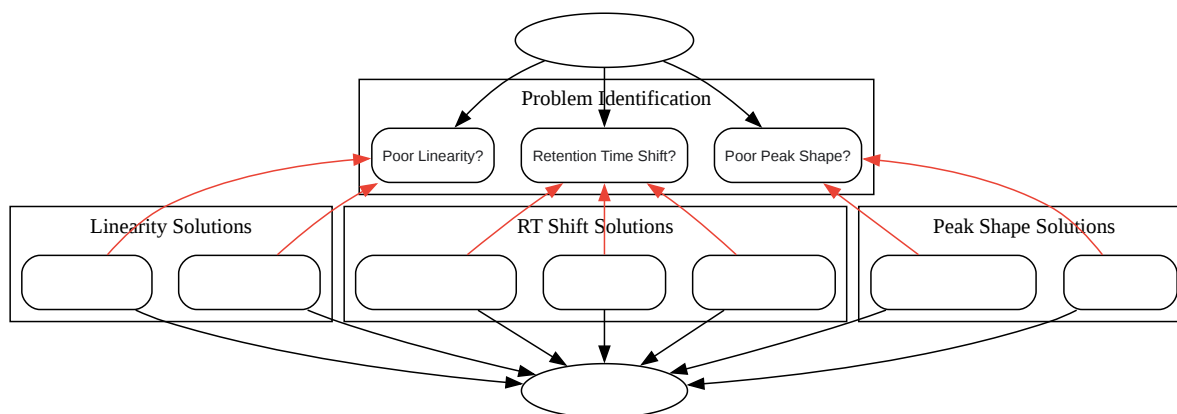 Problem Identification
Poor Linearity?
Retention Time Shift?
Poor Peak Shape?
Linearity Solutions
RT Shift Solutions
Peak Shape Solutions